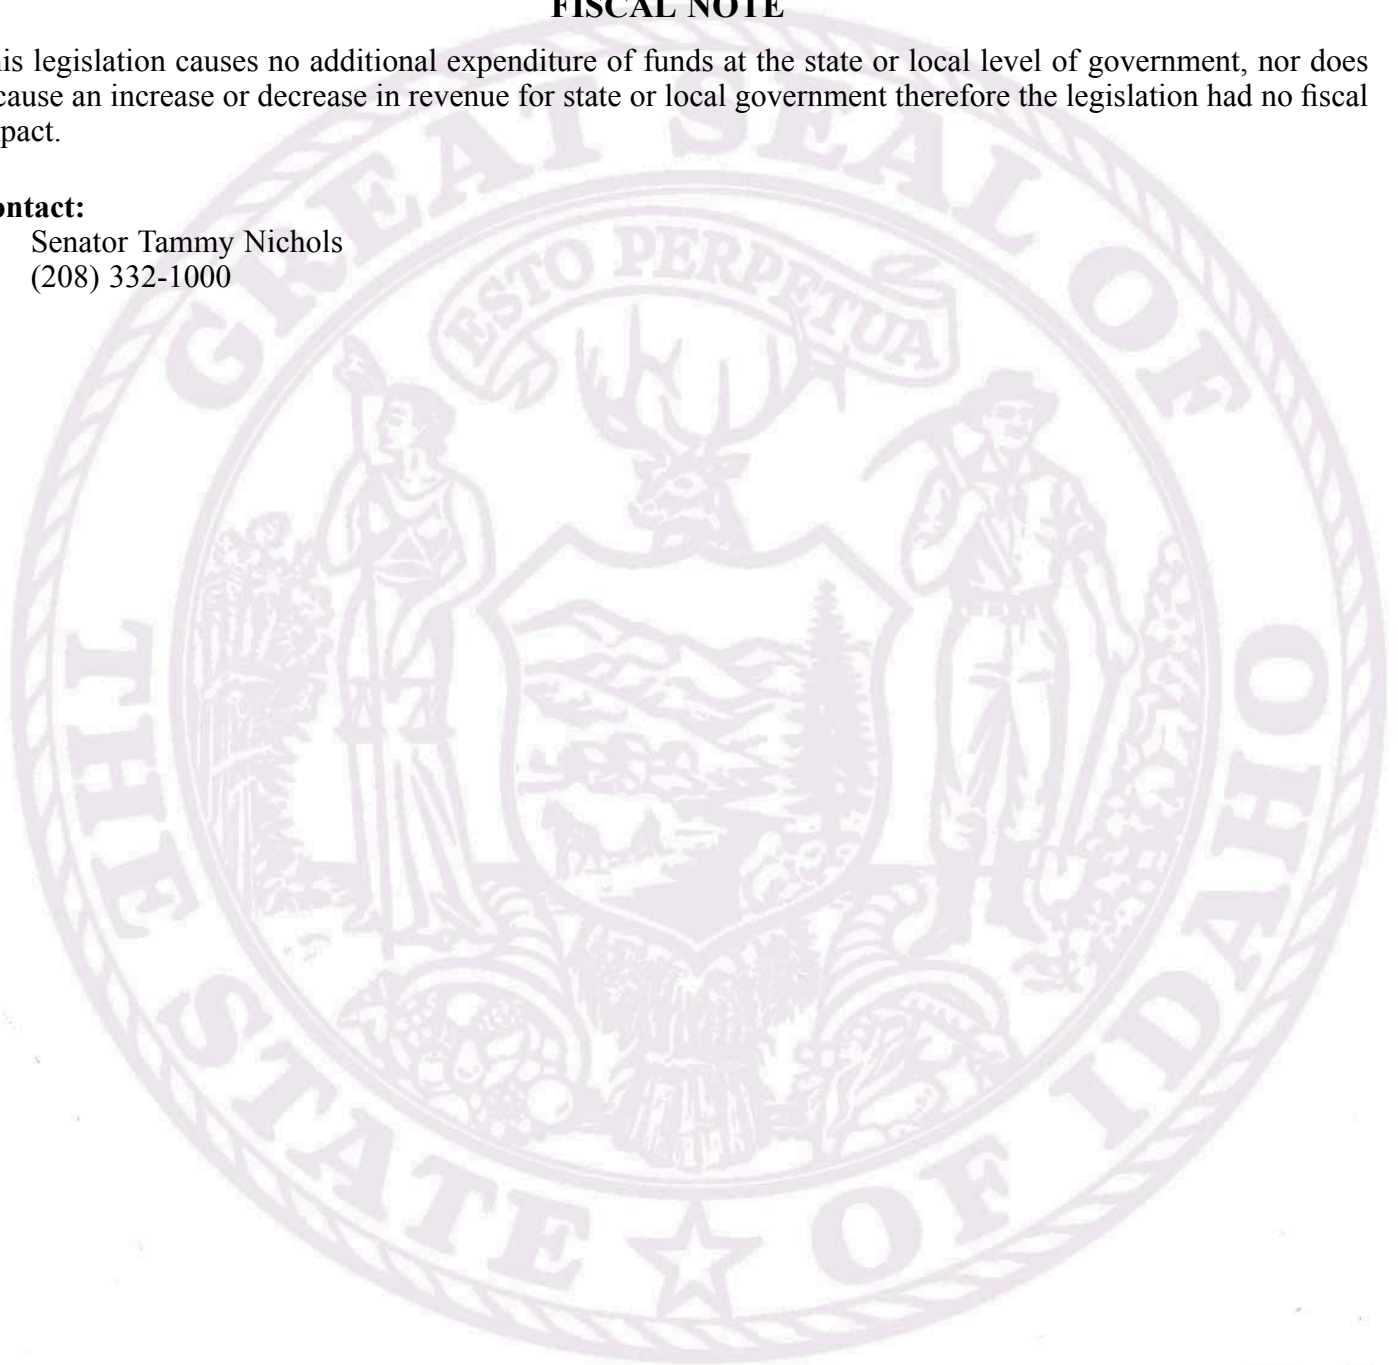 FISCAL NOTE
is legislation causes no additional expenditure of funds at the state or local level of government, nor does
cause an increase or decrease in revenue for state or local government therefore the legislation had no fiscal
pact.
ontact:
Senator Tammy Nichols
(208) 332-1000
GREAT SEAL OF
ESTO PERPETUA
THE
STATE OF IDAHO